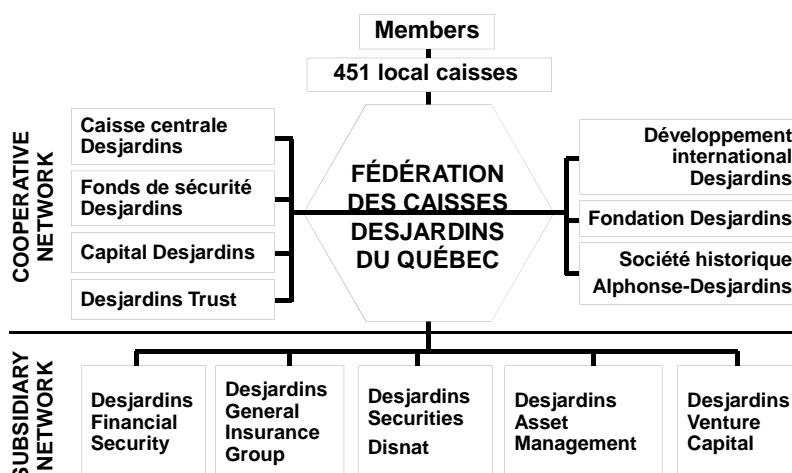 Members
451 local caisses
COOPERATIVE
NETWORK
Caisse centrale
Desjardins
Fonds de sécurité
Desjardins
Capital Desjardins
Desjardins Trust
FÉDÉRATION
DES CAISSES
DESJARDINS
DU QUÉBEC
Développement
international
Desjardins
Fondation Desjardins
Société historique
Alphonse-Desjardins
SUBSIDIARY
NETWORK
Desjardins
Financial
Security
Desjardins
General
Insurance
Group
Desjardins
Securities
Disnat
Desjardins
Asset
Management
Desjardins
Venture
Capital